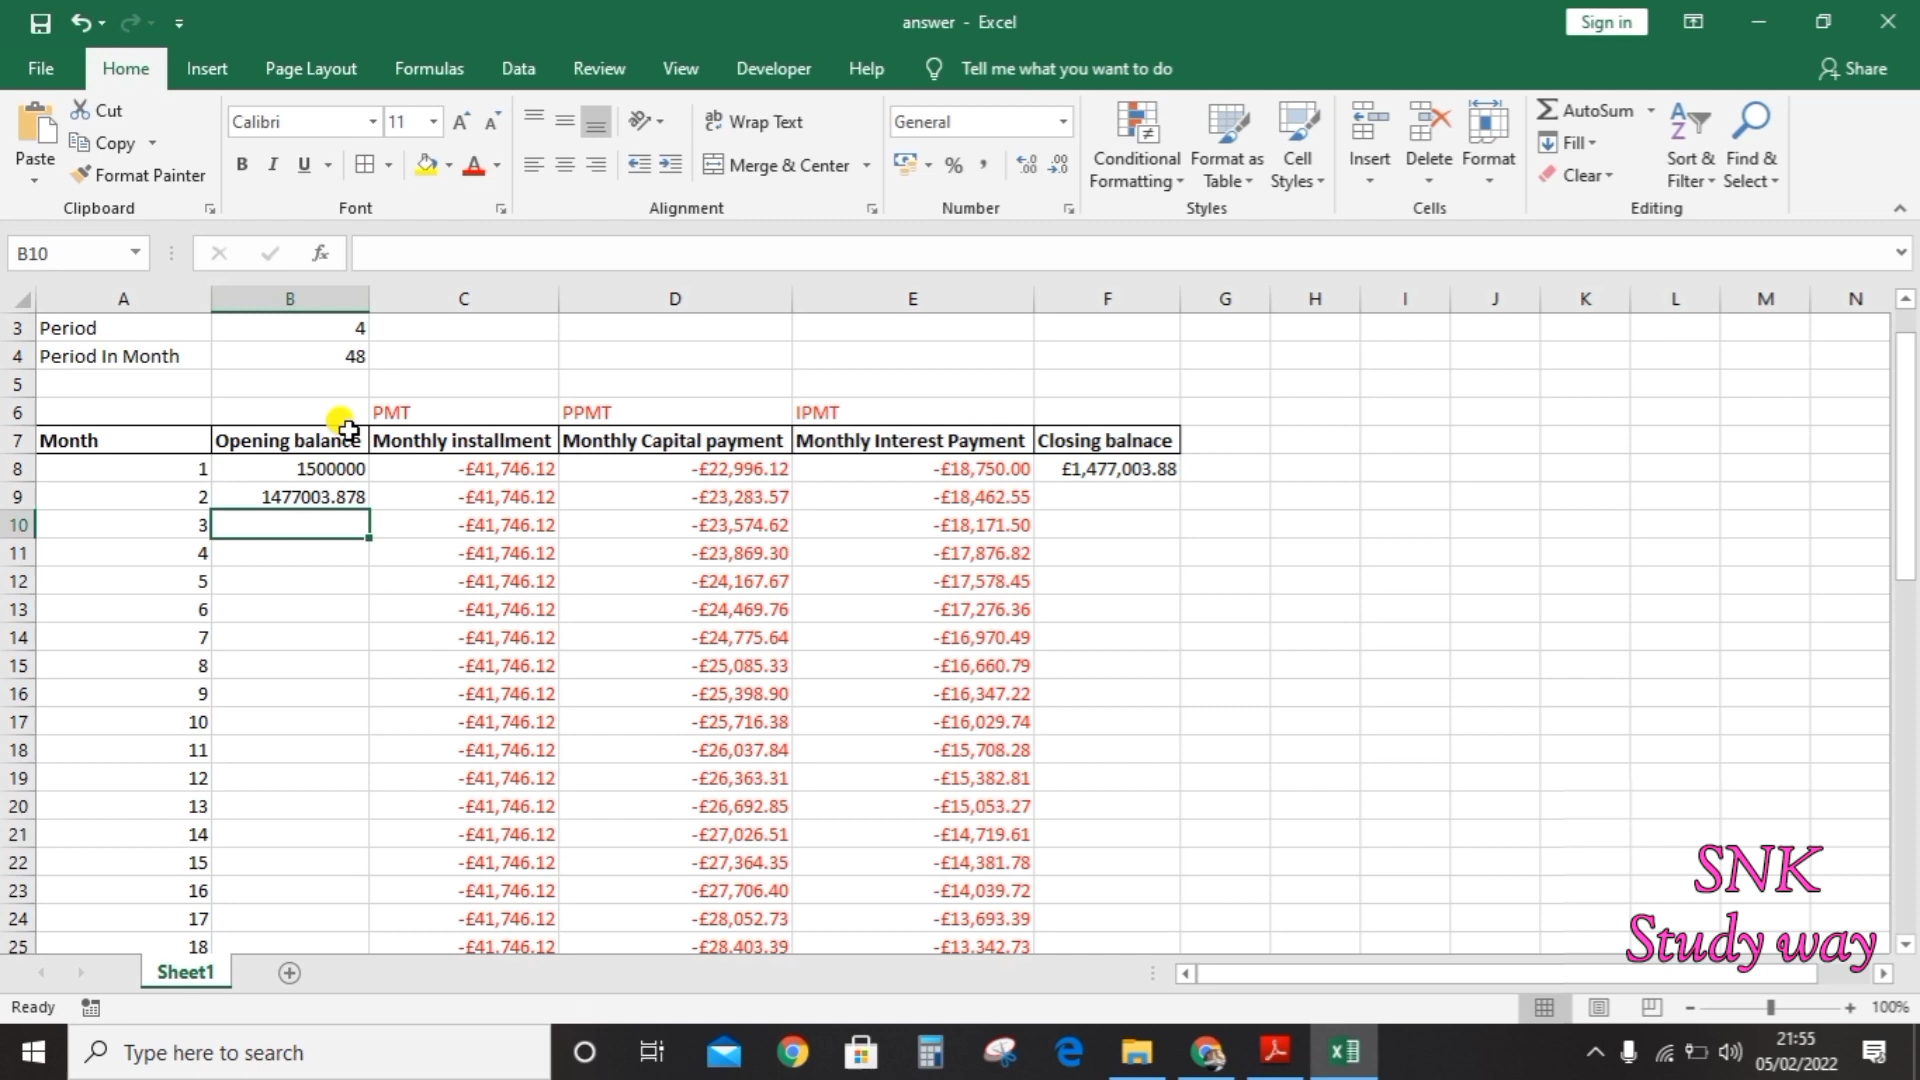 answer - Excel
Sign in
File Home Insert Page Layout Formulas Data Review View Developer Help Tell me what you want to do Share
Paste
Cut
Copy
Format Painter
Clipboard
Calibri 11
B I U A
Font
Wrap Text
Merge & Center
Alignment
General
%
Number
Conditional Formatting
Format as Table
Cell Styles
Styles
Insert Delete Format
Cells
AutoSum
Fill
Clear
Sort & Filter
Find & Select
Editing
B10 fx
A B C D E F G H I J K L M N
3 Period 4
4 Period In Month 48
5
6 PMT PPMT IPMT
7 Month Opening balance Monthly installment Monthly Capital payment Monthly Interest Payment Closing balnace
8 1 1500000 -£41,746.12 -£22,996.12 -£18,750.00 £1,477,003.88
9 2 1477003.878 -£41,746.12 -£23,283.57 -£18,462.55
10 3 -£41,746.12 -£23,574.62 -£18,171.50
11 4 -£41,746.12 -£23,869.30 -£17,876.82
12 5 -£41,746.12 -£24,167.67 -£17,578.45
13 6 -£41,746.12 -£24,469.76 -£17,276.36
14 7 -£41,746.12 -£24,775.64 -£16,970.49
15 8 -£41,746.12 -£25,085.33 -£16,660.79
16 9 -£41,746.12 -£25,398.90 -£16,347.22
17 10 -£41,746.12 -£25,716.38 -£16,029.74
18 11 -£41,746.12 -£26,037.84 -£15,708.28
19 12 -£41,746.12 -£26,363.31 -£15,382.81
20 13 -£41,746.12 -£26,692.85 -£15,053.27
21 14 -£41,746.12 -£27,026.51 -£14,719.61
22 15 -£41,746.12 -£27,364.35 -£14,381.78
23 16 -£41,746.12 -£27,706.40 -£14,039.72
24 17 -£41,746.12 -£28,052.73 -£13,693.39
25 18 -£41,746.12 -£28,403.39 -£13,342.73
SNK
Study way
Sheet1
Ready
100%
Type here to search
21:55
05/02/2022